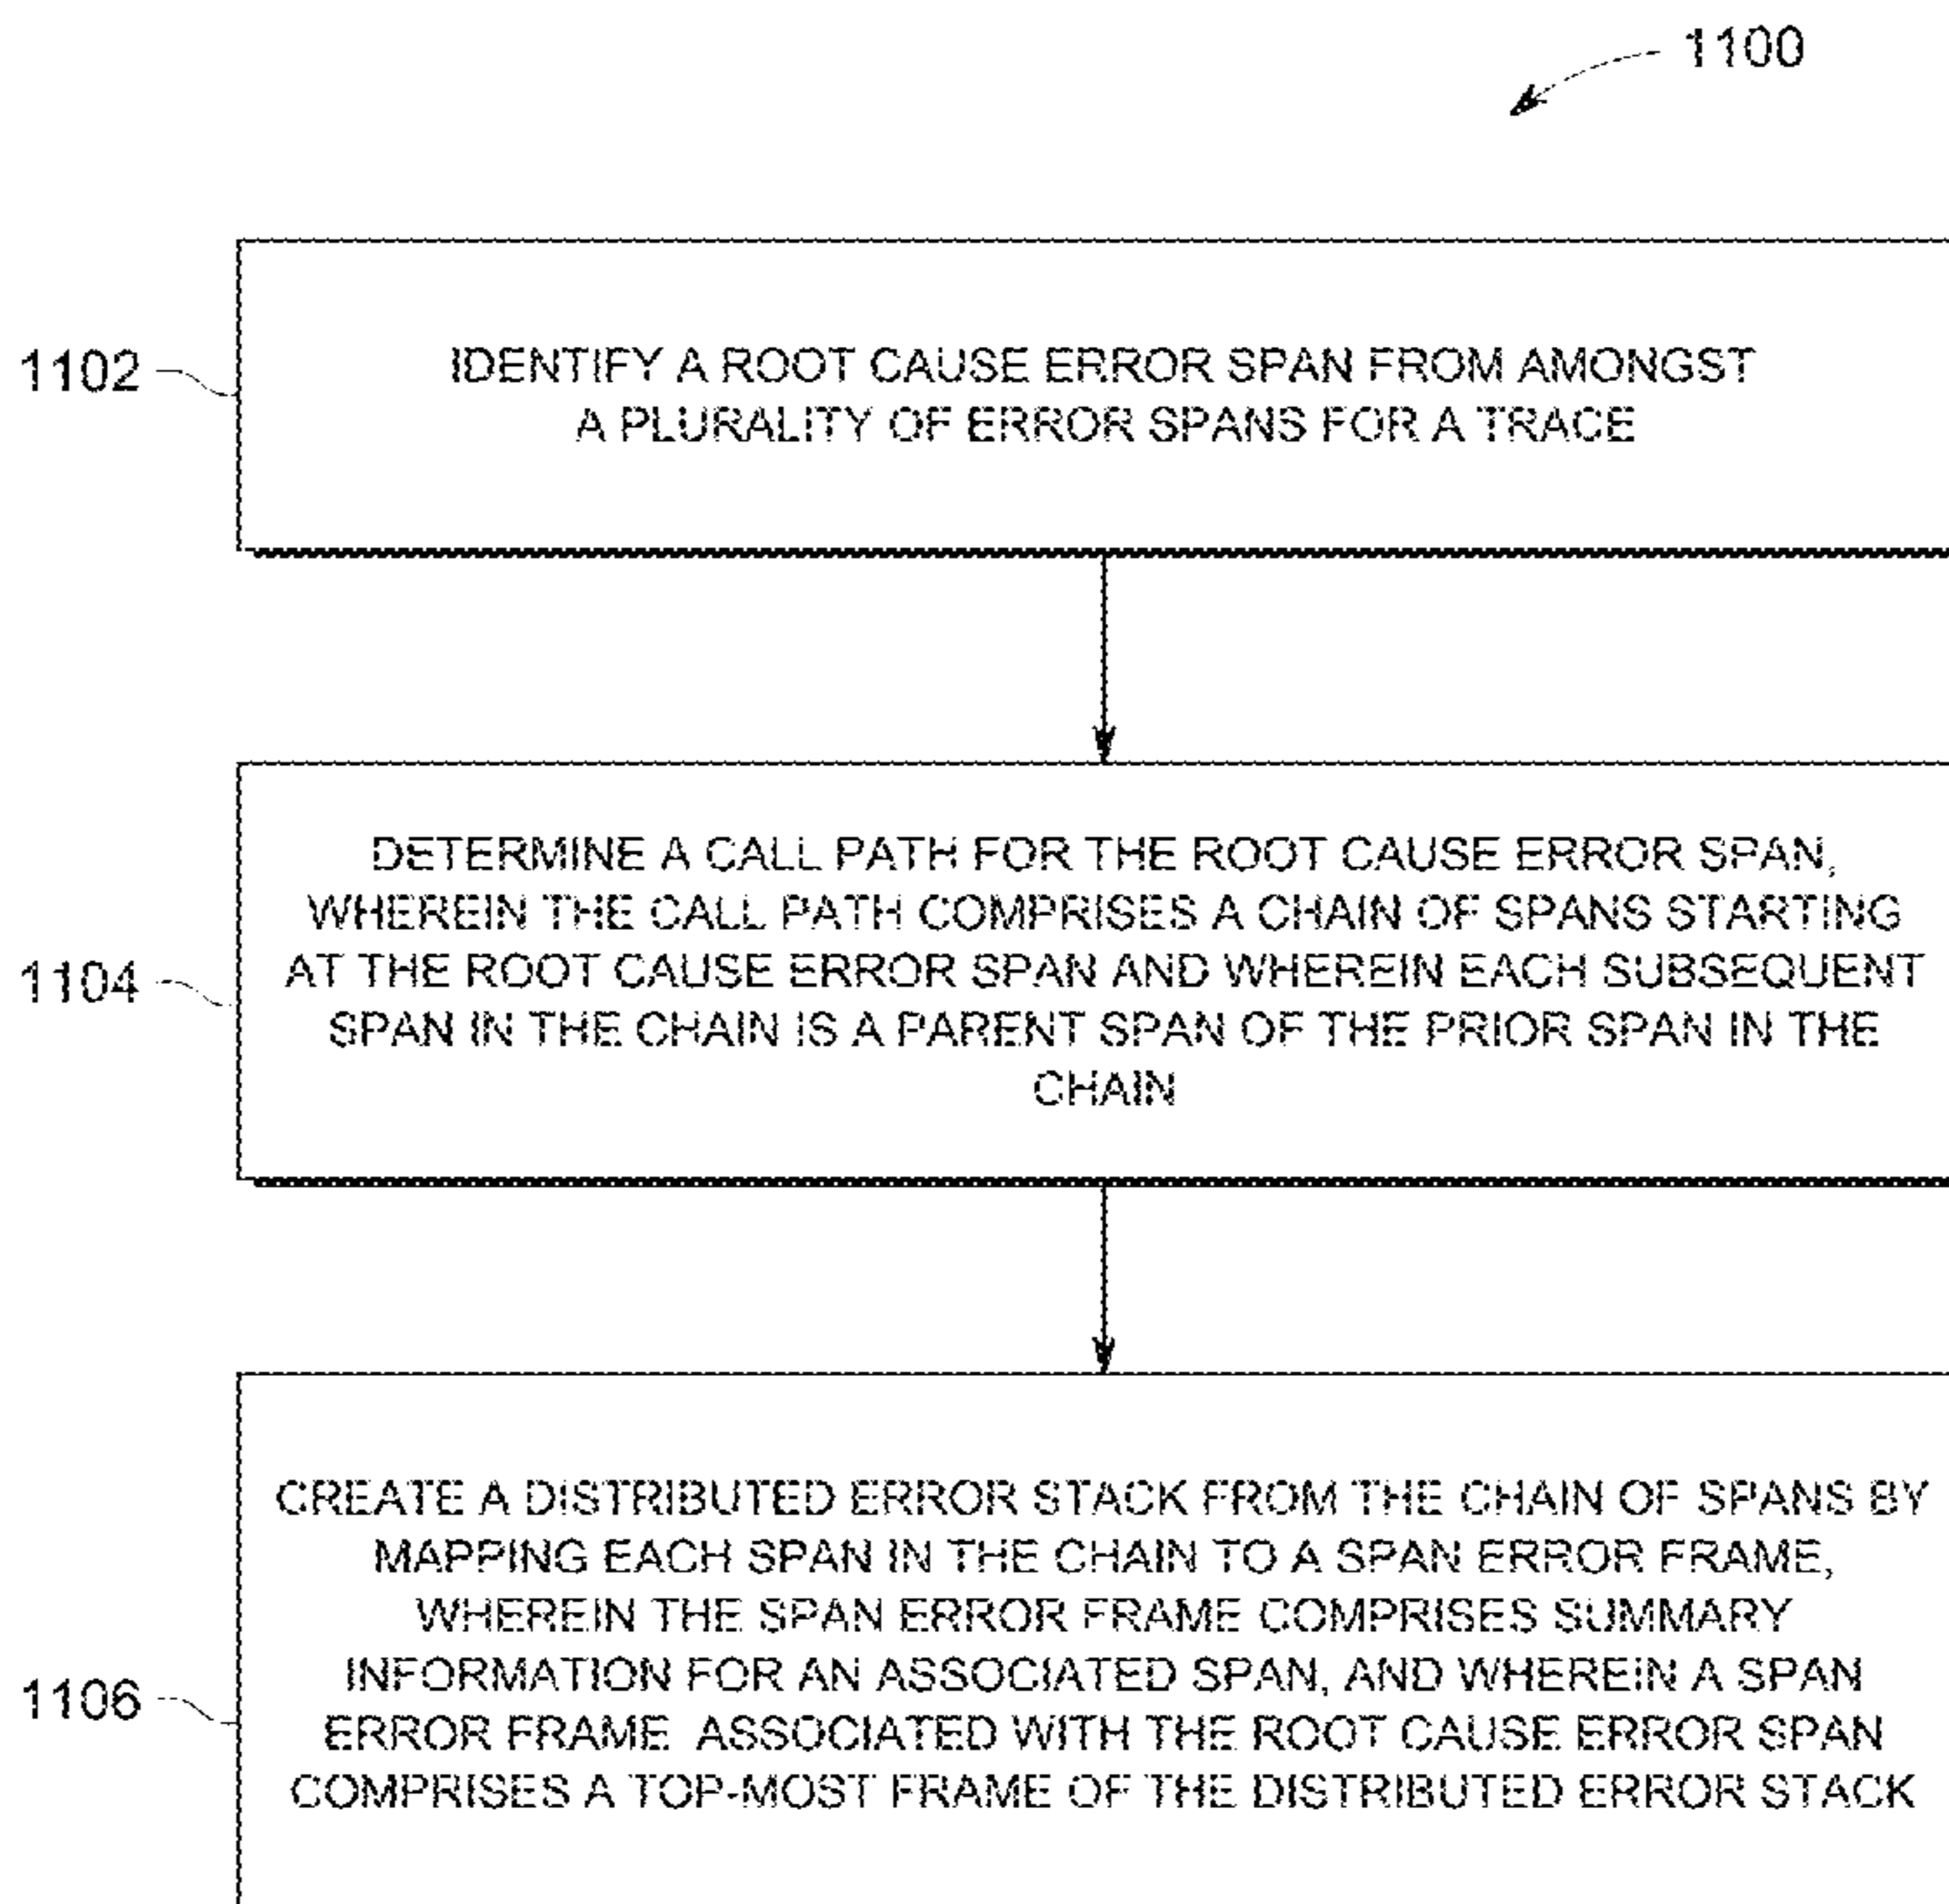 1100
1102
IDENTIFY A ROOT CAUSE ERROR SPAN FROM AMONGST
A PLURALITY OF ERROR SPANS FOR A TRACE
1104
DETERMINE A CALL PATH FOR THE ROOT CAUSE ERROR SPAN,
WHEREIN THE CALL PATH COMPRISES A CHAIN OF SPANS STARTING
AT THE ROOT CAUSE ERROR SPAN AND WHEREIN EACH SUBSEQUENT
SPAN IN THE CHAIN IS A PARENT SPAN OF THE PRIOR SPAN IN THE
CHAIN
1106
CREATE A DISTRIBUTED ERROR STACK FROM THE CHAIN OF SPANS BY
MAPPING EACH SPAN IN THE CHAIN TO A SPAN ERROR FRAME,
WHEREIN THE SPAN ERROR FRAME COMPRISES SUMMARY
INFORMATION FOR AN ASSOCIATED SPAN, AND WHEREIN A SPAN
ERROR FRAME ASSOCIATED WITH THE ROOT CAUSE ERROR SPAN
COMPRISES A TOP-MOST FRAME OF THE DISTRIBUTED ERROR STACK